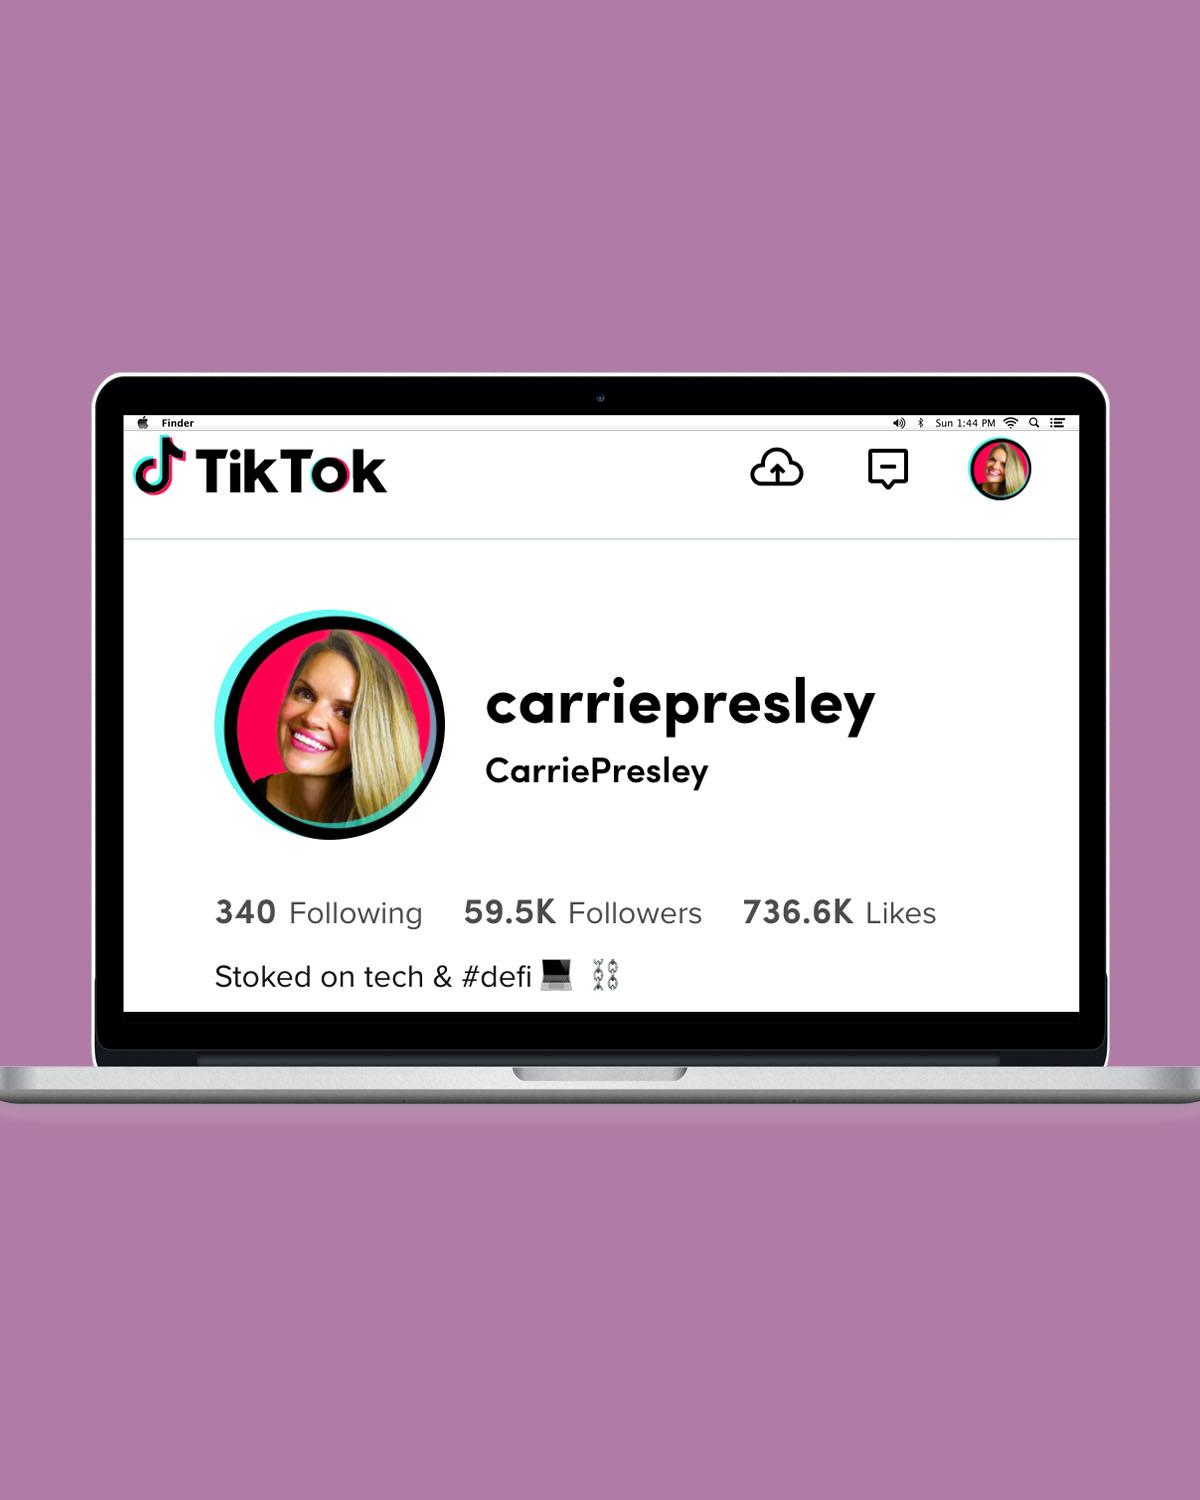 Finder
Sun 1:44 PM
TikTok
carriepresley
CarriePresley
340 Following 59.5K Followers 736.6K Likes
Stoked on tech & #defi 💻 ⛓️